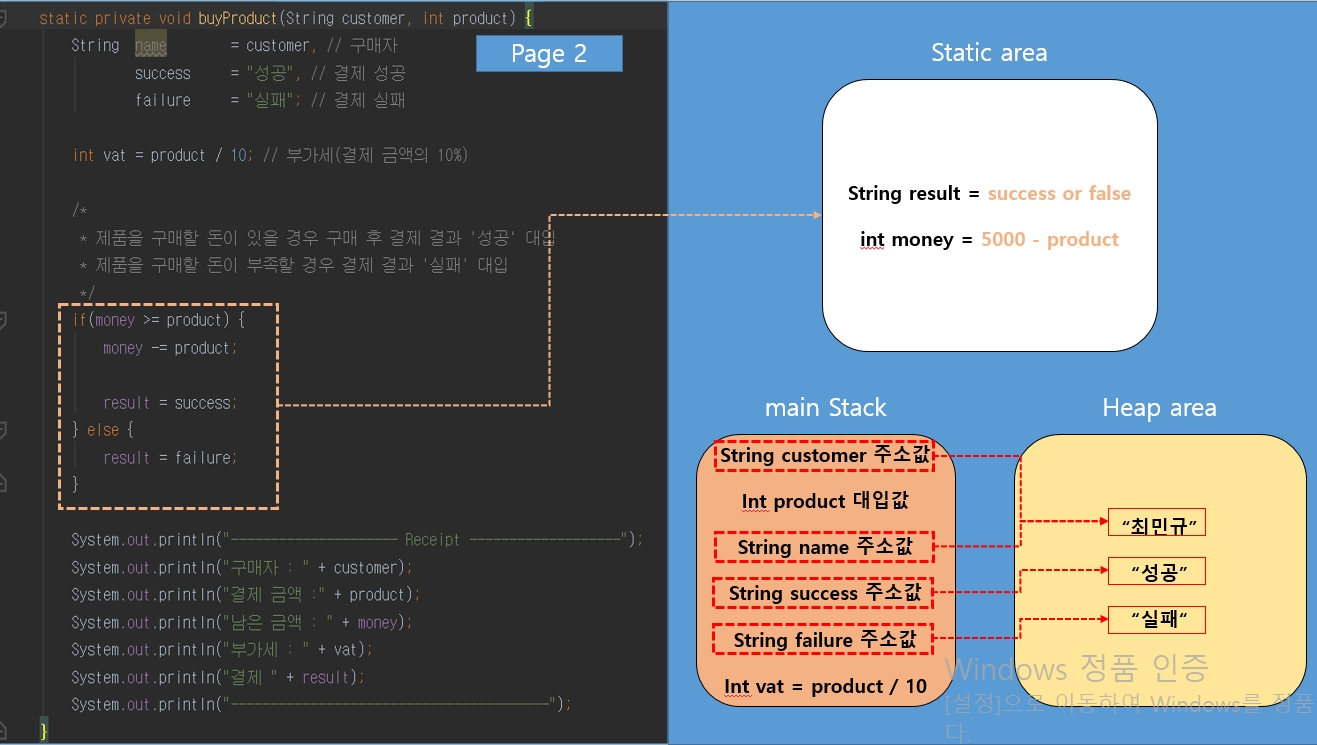 static private void buyProduct(String customer, int product) {
String name = customer, // 구매자
success = "성공", // 결제 성공
failure = "실패"; // 결제 실패
int vat = product / 10; // 부가세(결제 금액의 10%)
/*
* 제품을 구매할 돈이 있을 경우 구매 후 결제 결과 '성공' 대입
* 제품을 구매할 돈이 부족할 경우 결제 결과 '실패' 대입
*/
if(money >= product) {
money -= product;
result = success;
} else {
result = failure;
}
System.out.println("--------------------- Receipt -------------------");
System.out.println("구매자 : " + customer);
System.out.println("결제 금액 :" + product);
System.out.println("남은 금액 : " + money);
System.out.println("부가세 : " + vat);
System.out.println("결제 " + result);
System.out.println("----------------------------------------");
}
Page 2
Static area
String result = success or false
int money = 5000 - product
main Stack
String customer 주소값
Int product 대입값
String name 주소값
String success 주소값
String failure 주소값
Int vat = product / 10
Heap area
“최민규”
“성공”
“실패“
Windows 정품 인증
[설정]으로 이동하여 Windows를 정품
다.